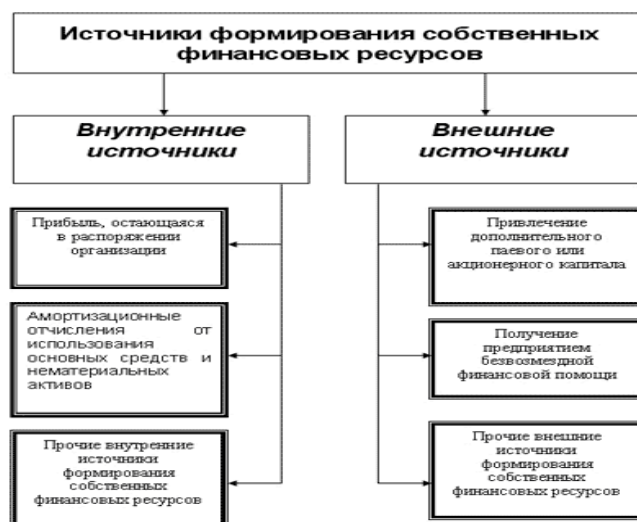 Источники формирования собственных
финансовых ресурсов
Внутренние
источники
Внешние
источники
Прибыль, остающаяся
в распоряжении
организации
Привлечение
дополнительного
паевого или
акционерного капитала
Амортизационные
отчисления от
использования
основных средств и
нематериальных
активов
Получение
предприятием
безвозмездной
финансовой помощи
Прочие внутренние
источники
формирования
собственных
финансовых ресурсов
Прочие внешние
источники
формирования
собственных
финансовых ресурсов